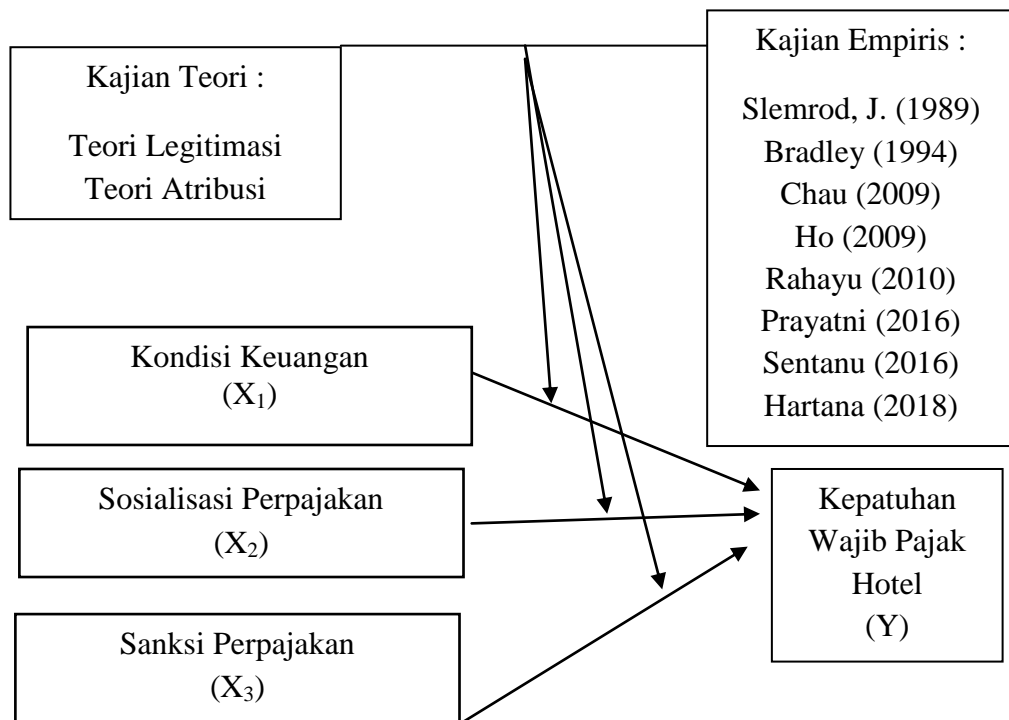 Kajian Teori :
Teori Legitimasi
Teori Atribusi
Kajian Empiris :
Slemrod, J. (1989)
Bradley (1994)
Chau (2009)
Ho (2009)
Rahayu (2010)
Prayatni (2016)
Sentanu (2016)
Hartana (2018)
Kondisi Keuangan
(X₁)
Sosialisasi Perpajakan
(X₂)
Sanksi Perpajakan
(X₃)
Kepatuhan
Wajib Pajak
Hotel
(Y)